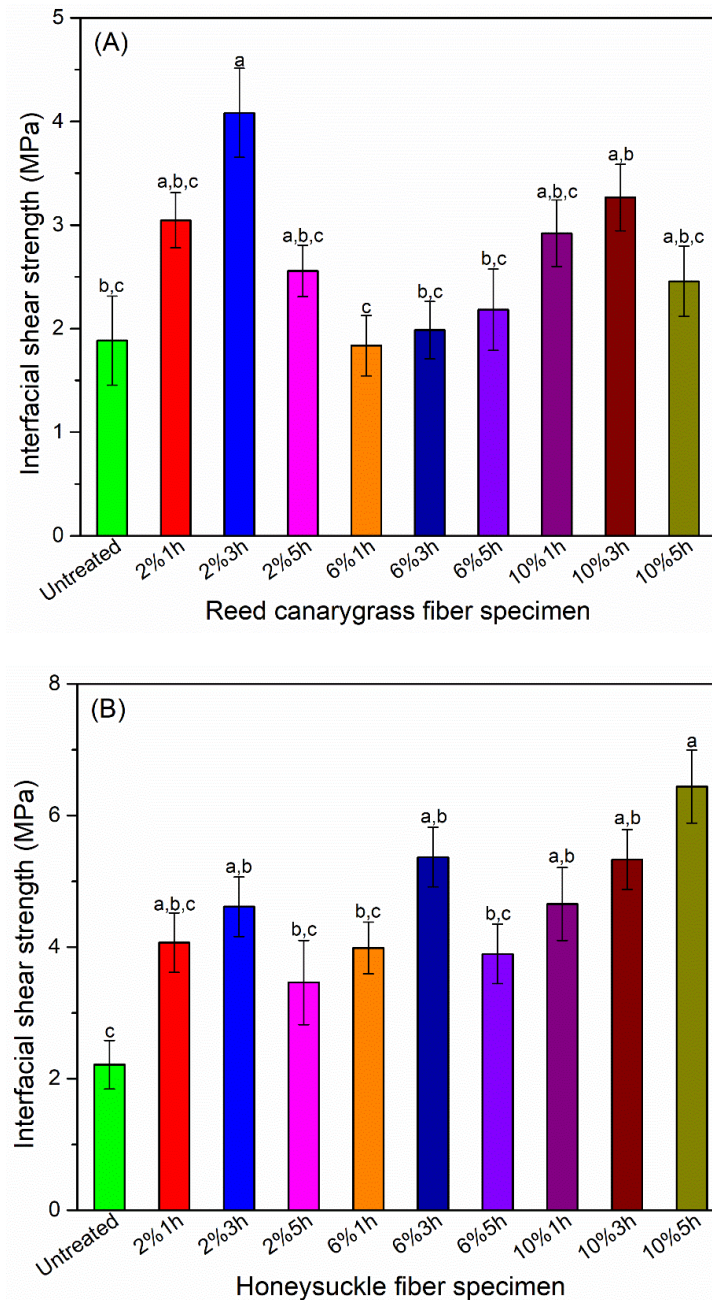 (A)
Interfacial shear strength (MPa)
5
4
3
2
1
0
b,c
a,b,c
a
a,b,c
c
b,c
b,c
a,b,c
a,b
a,b,c
Untreated
2%1h
2%3h
2%5h
6%1h
6%3h
6%5h
10%1h
10%3h
10%5h
Reed canarygrass fiber specimen
(B)
Interfacial shear strength (MPa)
8
6
4
2
0
c
a,b,c
a,b
b,c
b,c
a,b
b,c
a,b
a,b
a
Untreated
2%1h
2%3h
2%5h
6%1h
6%3h
6%5h
10%1h
10%3h
10%5h
Honeysuckle fiber specimen